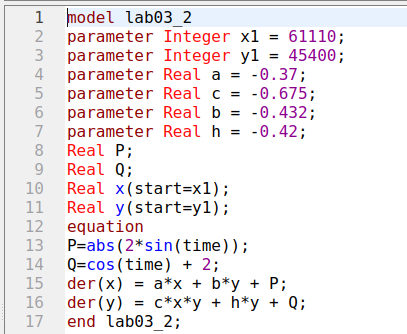 1 model lab03_2
2 parameter Integer x1 = 61110;
3 parameter Integer y1 = 45400;
4 parameter Real a = -0.37;
5 parameter Real c = -0.675;
6 parameter Real b = -0.432;
7 parameter Real h = -0.42;
8 Real P;
9 Real Q;
10 Real x(start=x1);
11 Real y(start=y1);
12 equation
13 P=abs(2*sin(time));
14 Q=cos(time) + 2;
15 der(x) = a*x + b*y + P;
16 der(y) = c*x*y + h*y + Q;
17 end lab03_2;